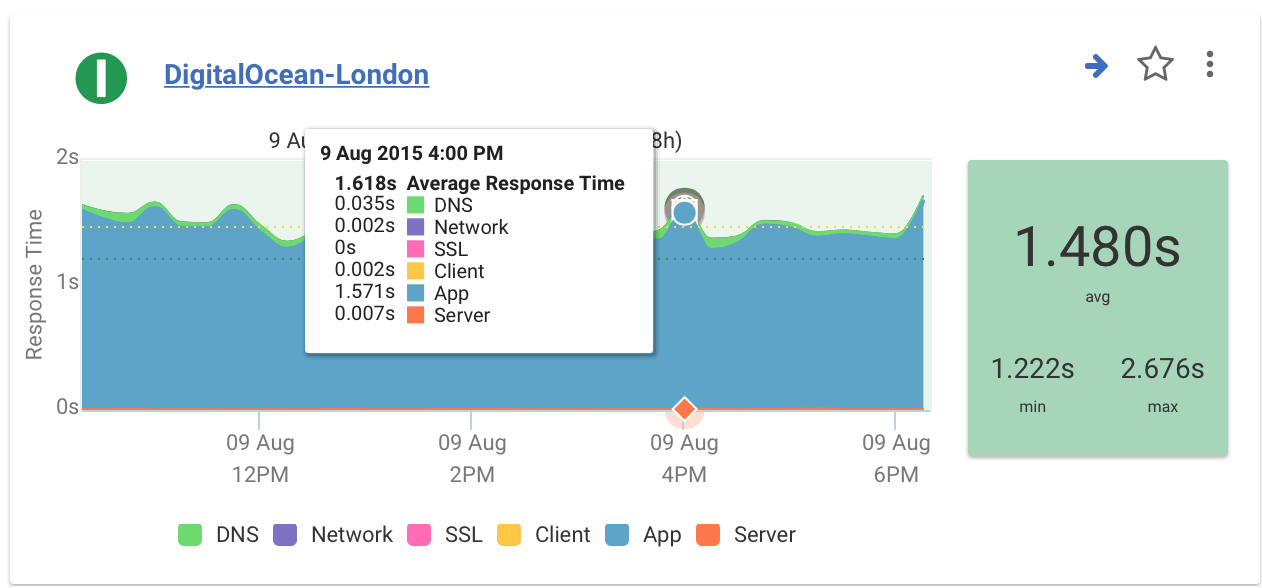 DigitalOcean-London
9 Au
8h)
9 Aug 2015 4:00 PM
1.618s Average Response Time
0.035s DNS
0.002s Network
0s SSL
0.002s Client
1.571s App
0.007s Server
Response Time
2s
1s
0s
09 Aug 12PM
09 Aug 2PM
09 Aug 4PM
09 Aug 6PM
DNS Network SSL Client App Server
1.480s
avg
1.222s 2.676s
min max